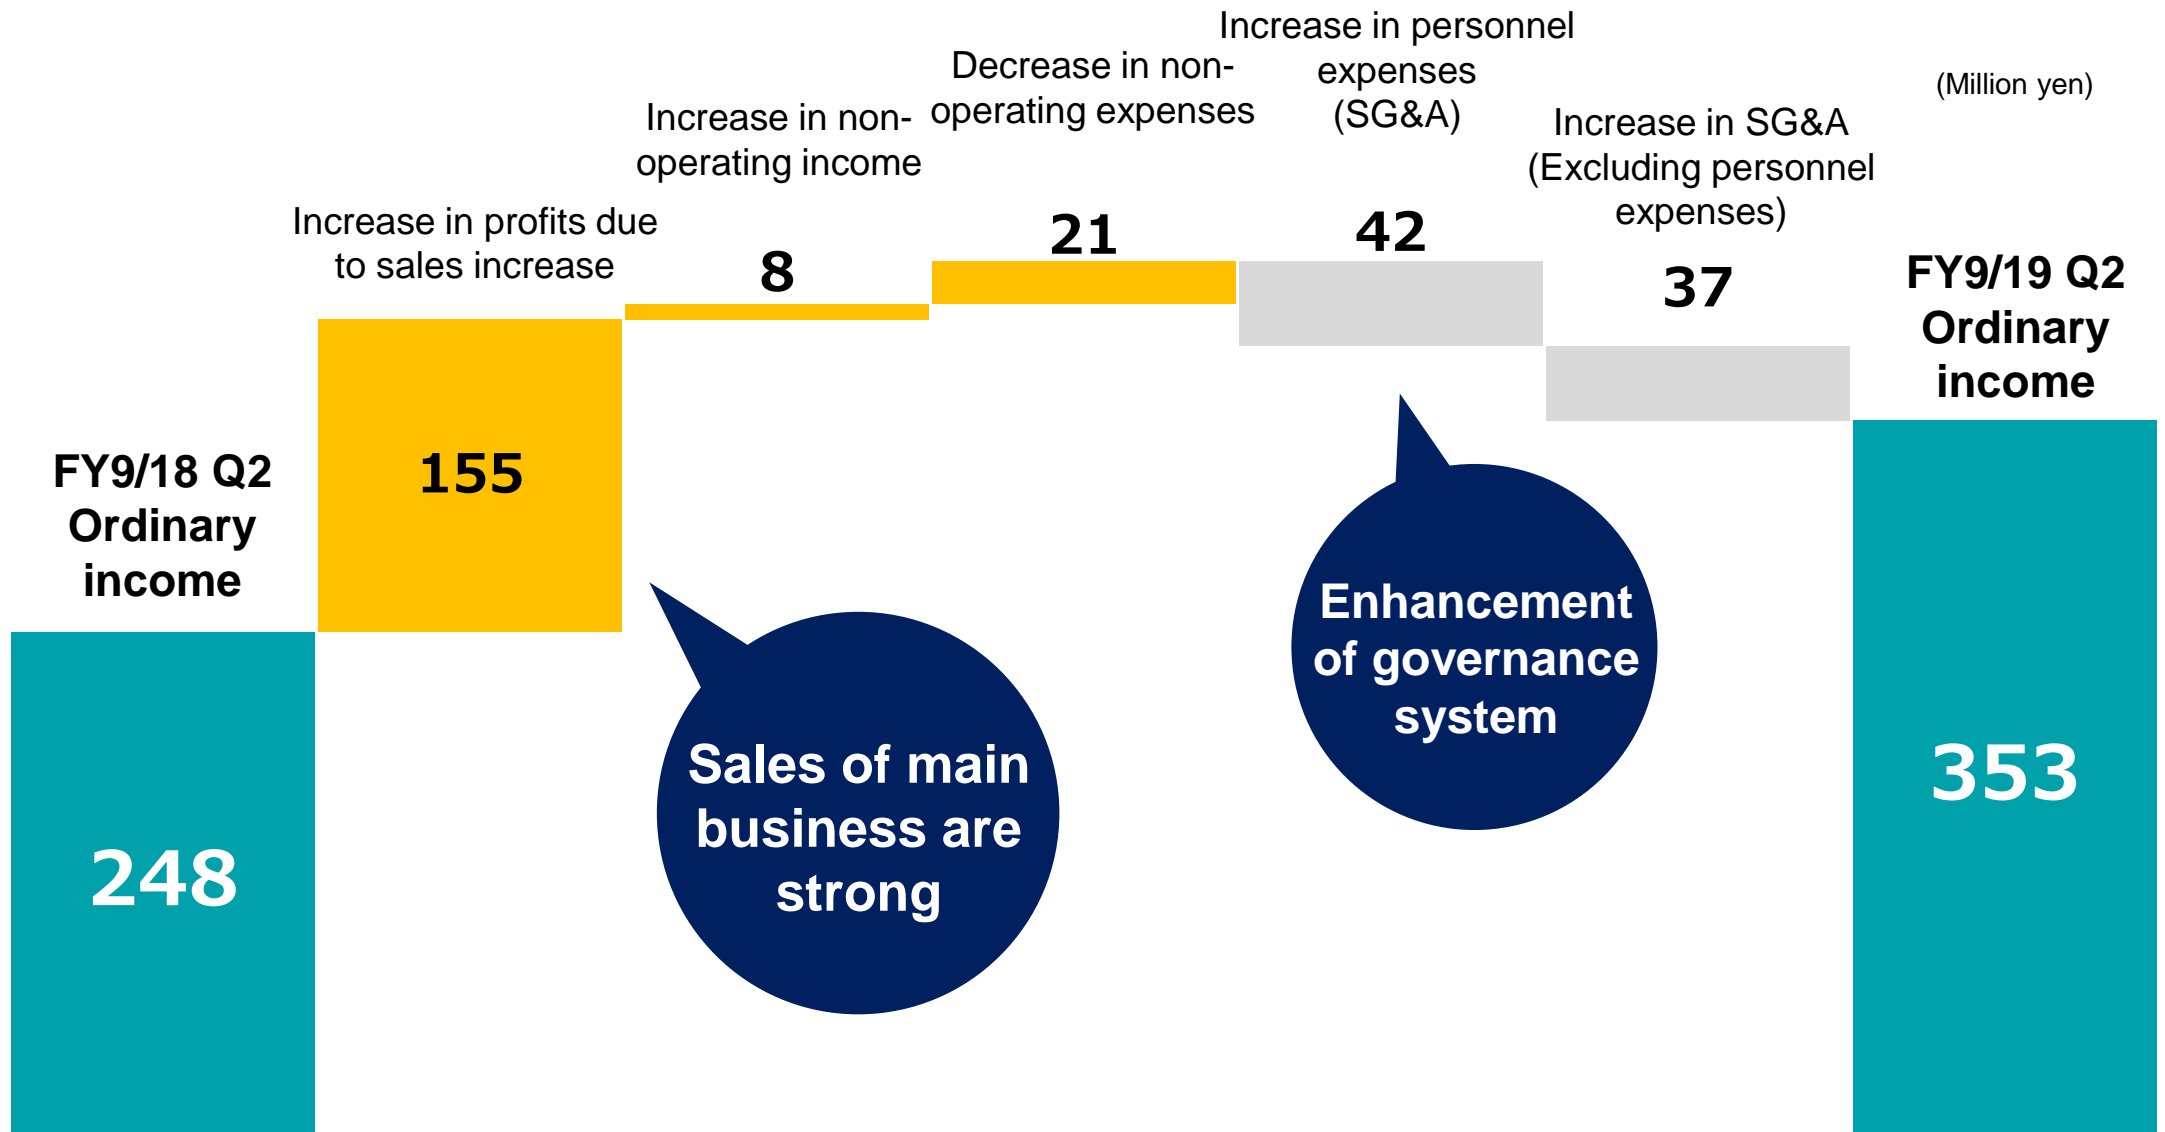 (Million yen)
FY9/18 Q2
Ordinary
income
248
Increase in profits due
to sales increase
155
Increase in non-
operating income
8
Decrease in non-
operating expenses
21
Increase in personnel
expenses
(SG&A)
42
Increase in SG&A
(Excluding personnel
expenses)
37
FY9/19 Q2
Ordinary
income
353
Sales of main
business are
strong
Enhancement
of governance
system